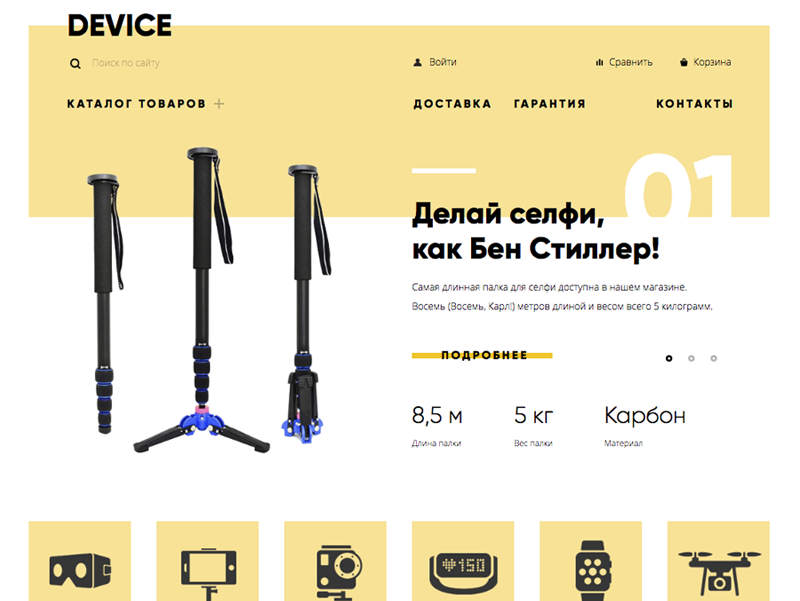 DEVICE
Поиск по сайту
Войти
Сравнить
Корзина
КАТАЛОГ ТОВАРОВ +
ДОСТАВКА
ГАРАНТИЯ
КОНТАКТЫ
01
Делай селфи,
как Бен Стиллер!
Самая длинная палка для селфи доступна в нашем магазине.
Восемь (Восемь, Карл!) метров длиной и весом всего 5 килограмм.
ПОДРОБНЕЕ
8,5 м
5 кг
Карбон
Длина палки
Вес палки
Материал
150